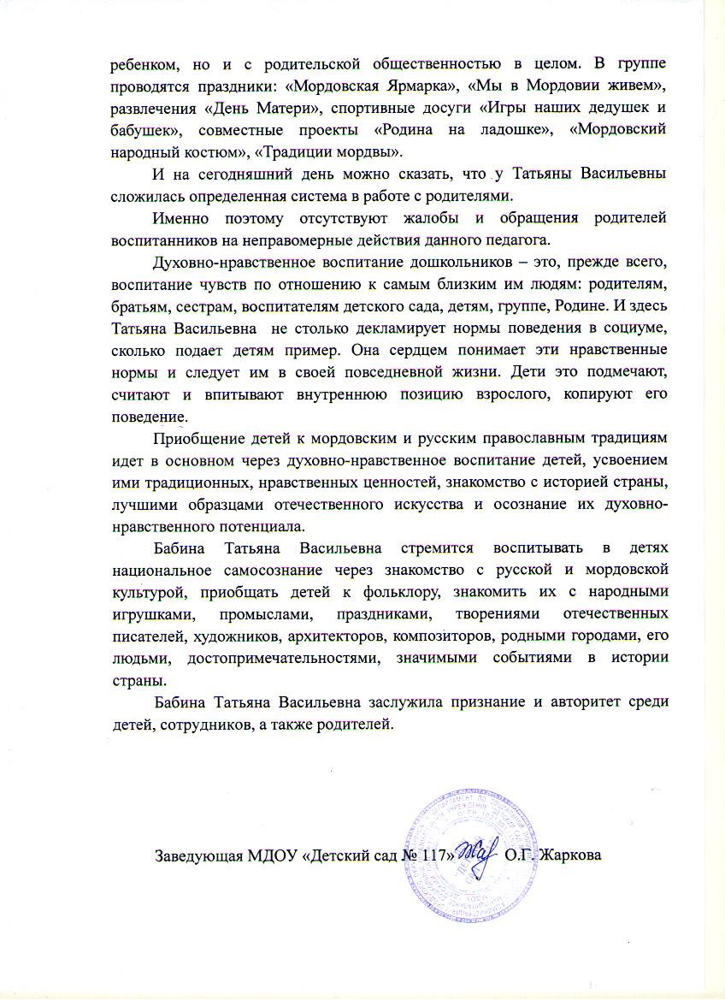 ребенком, но и с родительской общественностью в целом. В группе
проводятся праздники: «Мордовская Ярмарка», «Мы в Мордовии живем»,
развлечения «День Матери», спортивные досуги «Игры наших дедушек и
бабушек», совместные проекты «Родина на ладошке», «Мордовский
народный костюм», «Традиции мордвы».
И на сегодняшний день можно сказать, что у Татьяны Васильевны
сложилась определенная система в работе с родителями.
Именно поэтому отсутствуют жалобы и обращения родителей
воспитанников на неправомерные действия данного педагога.
Духовно-нравственное воспитание дошкольников – это, прежде всего,
воспитание чувств по отношению к самым близким им людям: родителям,
братьям, сестрам, воспитателям детского сада, детям, группе, Родине. И здесь
Татьяна Васильевна не столько декламирует нормы поведения в социуме,
сколько подает детям пример. Она сердцем понимает эти нравственные
нормы и следует им в своей повседневной жизни. Дети это подмечают,
считают и впитывают внутреннюю позицию взрослого, копируют его
поведение.
Приобщение детей к мордовским и русским православным традициям
идет в основном через духовно-нравственное воспитание детей, усвоением
ими традиционных, нравственных ценностей, знакомство с историей страны,
лучшими образцами отечественного искусства и осознание их духовно-
нравственного потенциала.
Бабина Татьяна Васильевна стремится воспитывать в детях
национальное самосознание через знакомство с русской и мордовской
культурой, приобщать детей к фольклору, знакомить их с народными
игрушками, промыслами, праздниками, творениями отечественных
писателей, художников, архитекторов, композиторов, родными городами, его
людьми, достопримечательностями, значимыми событиями в истории
страны.
Бабина Татьяна Васильевна заслужила признание и авторитет среди
детей, сотрудников, а также родителей.
Заведующая МДОУ «Детский сад № 117» О.Г. Жаркова